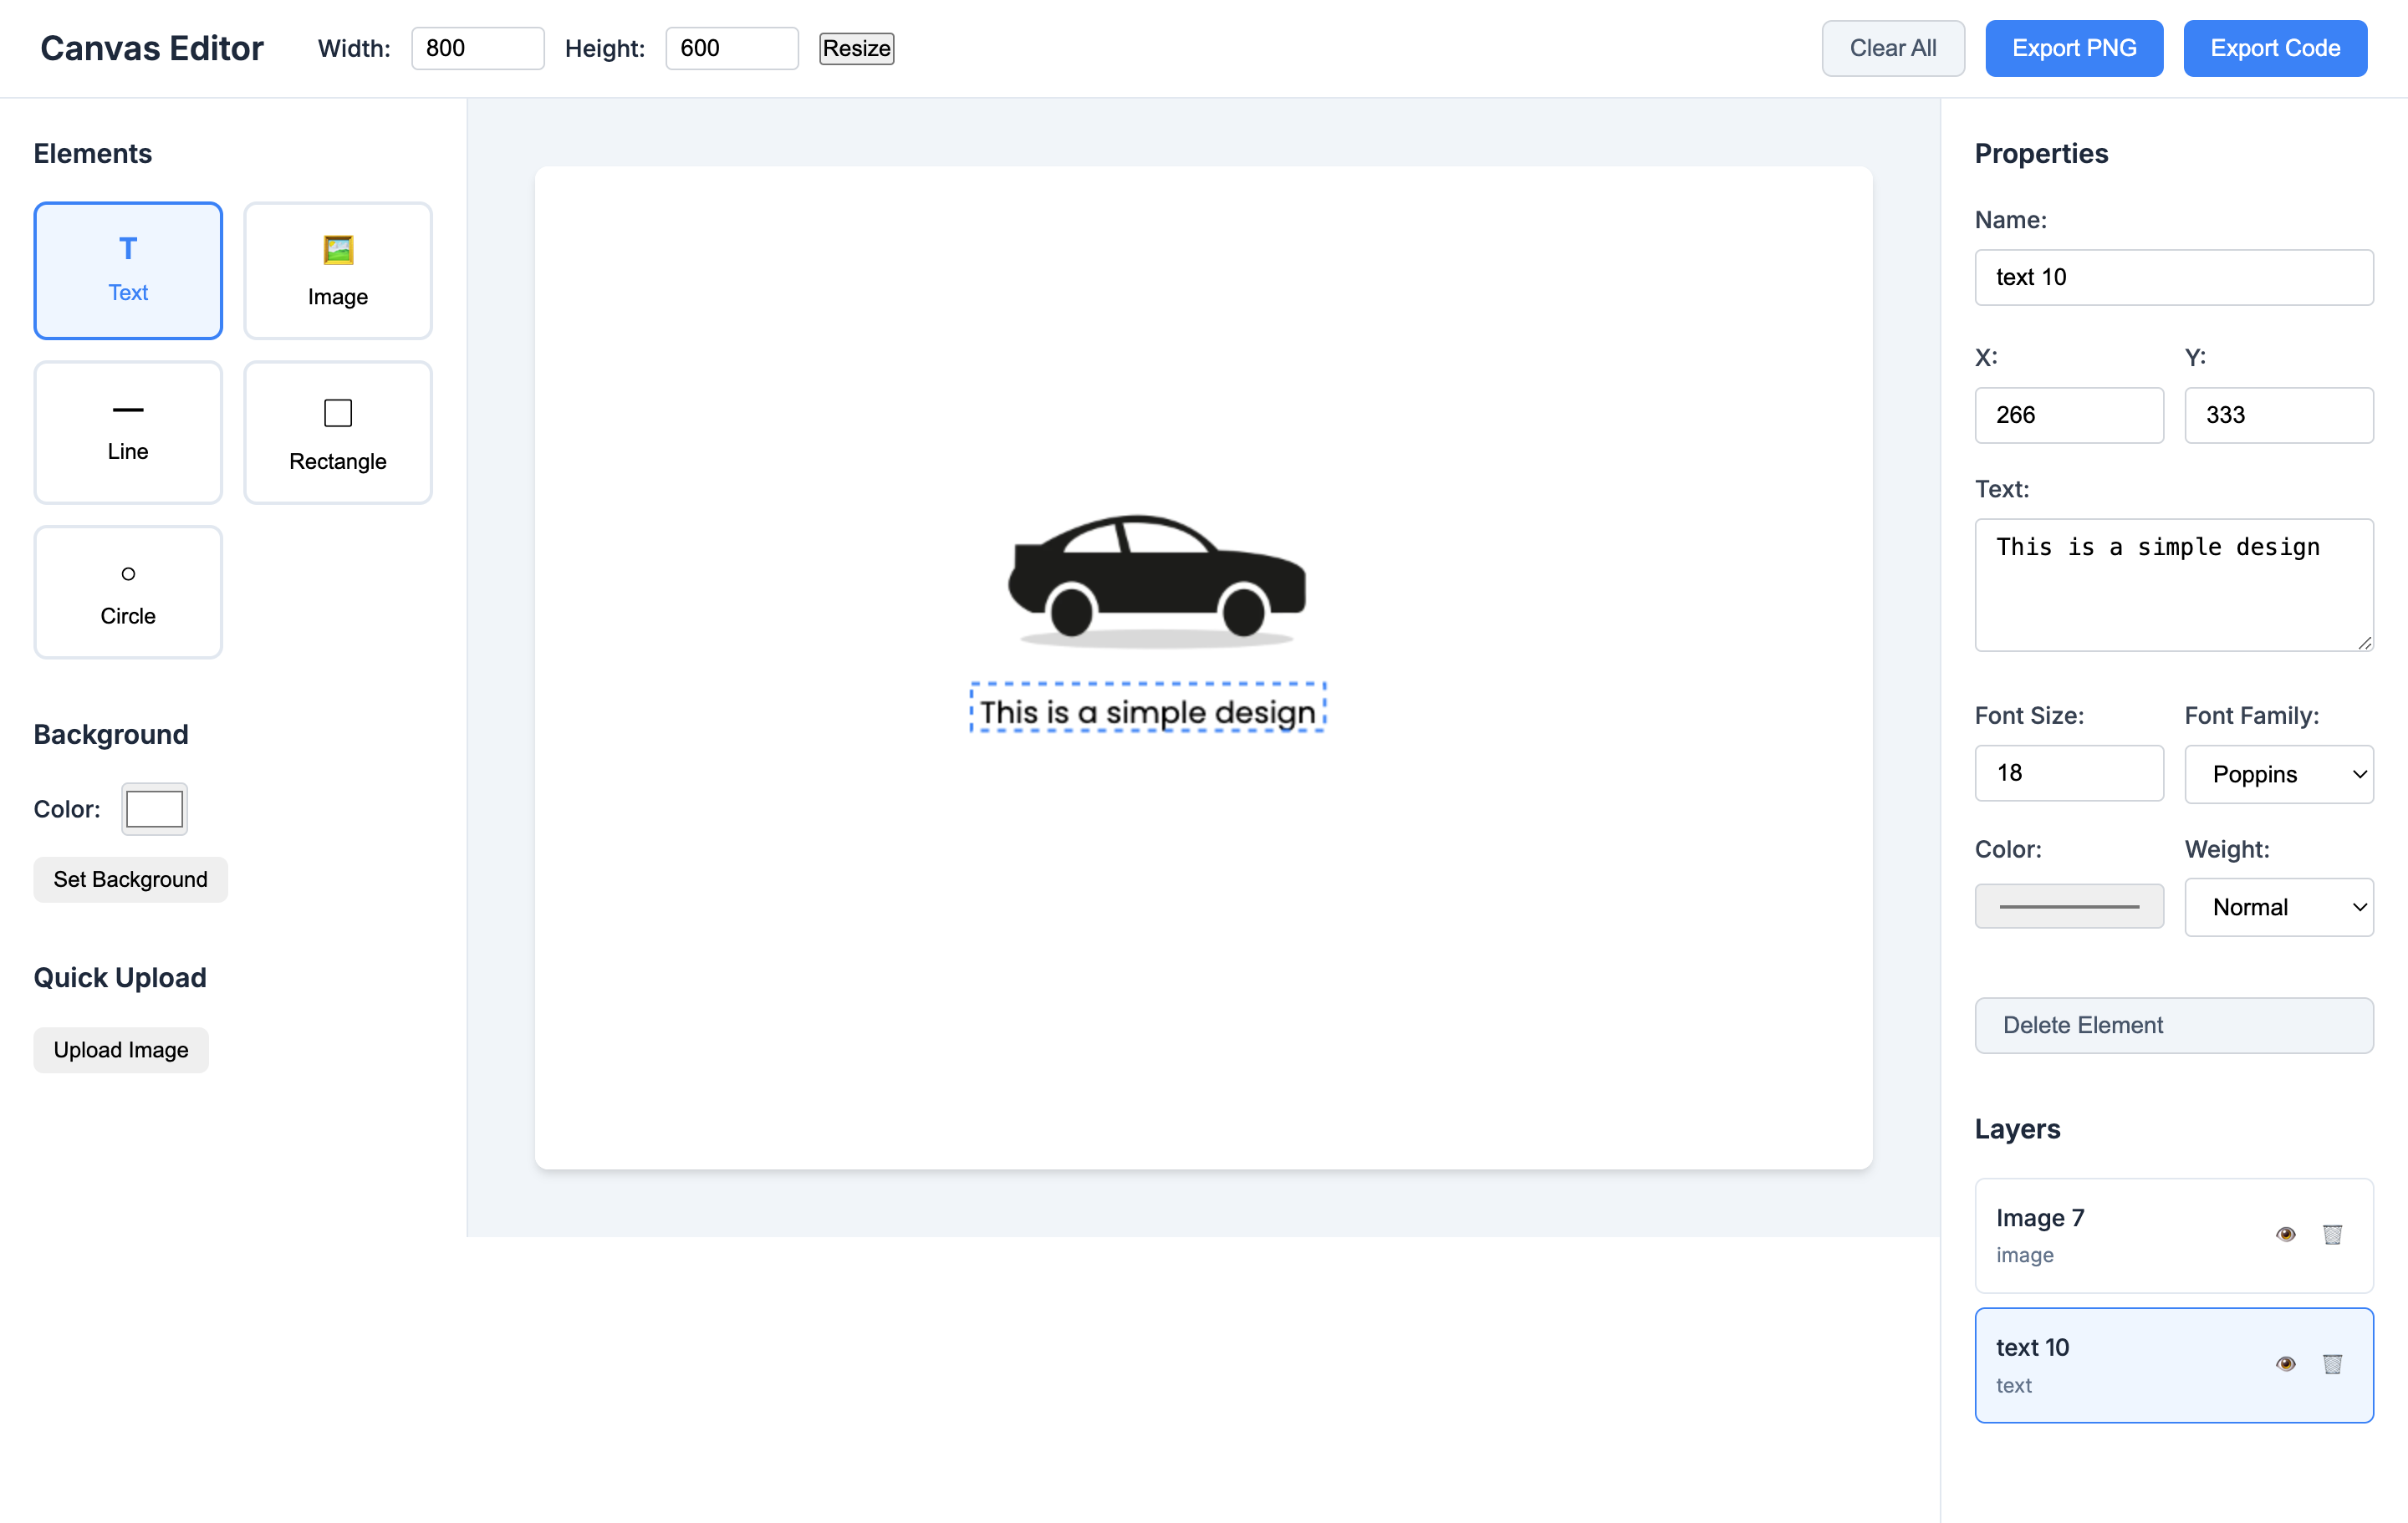 Canvas Editor
Width: 800 Height: 600 Resize
Clear All Export PNG Export Code
Elements
T
Text
Image
Line
Rectangle
Circle
Background
Color:
Set Background
Quick Upload
Upload Image
This is a simple design
Properties
Name:
text 10
X: Y:
266 333
Text:
This is a simple design
Font Size: Font Family:
18 Poppins
Color: Weight:
Normal
Delete Element
Layers
Image 7
image
text 10
text